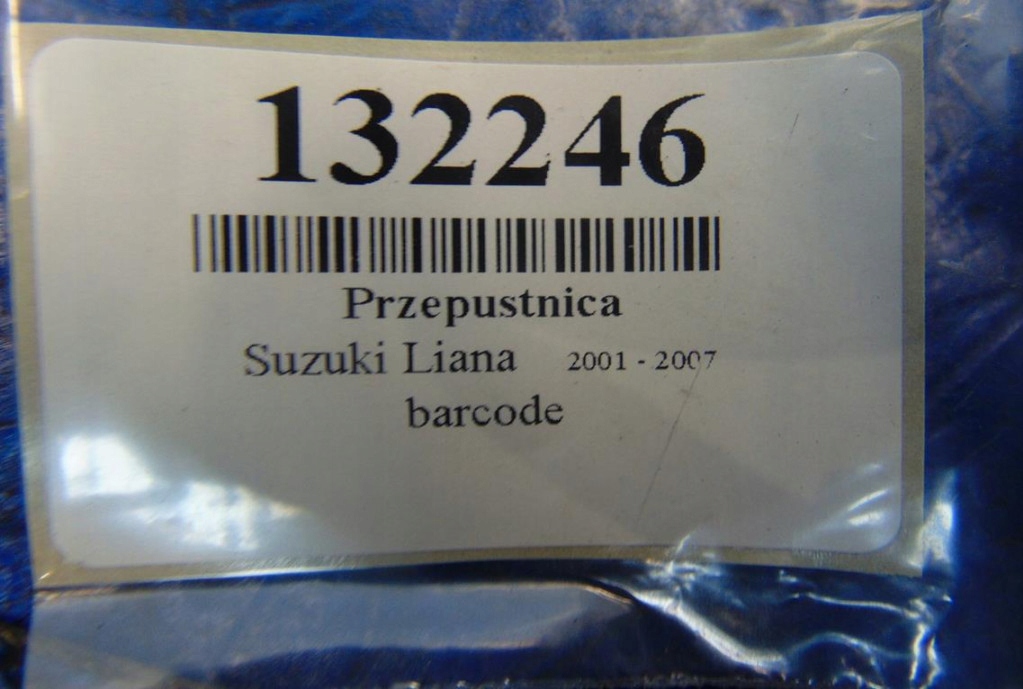 132246
Przepustnica
Suzuki Liana 2001 - 2007
barcode